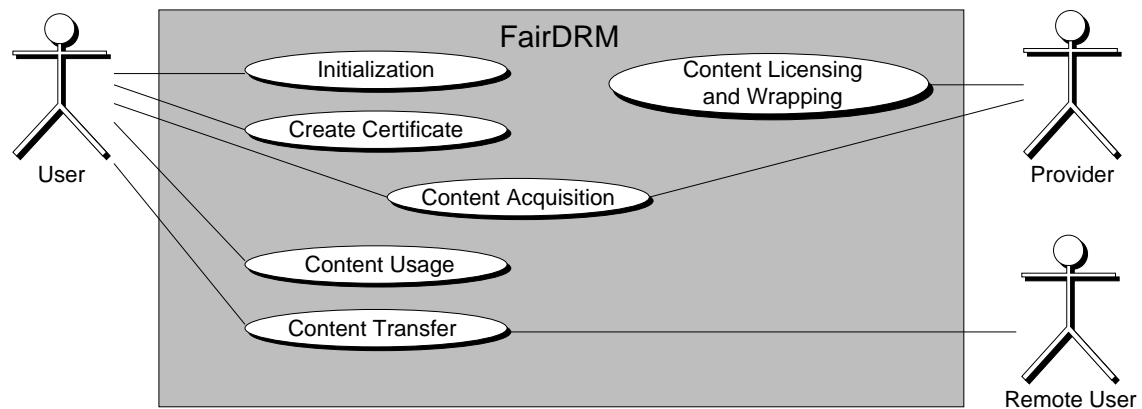 FairDRM
Initialization
Content Licensing
and Wrapping
Create Certificate
User
Provider
Content Acquisition
Content Usage
Content Transfer
Remote User